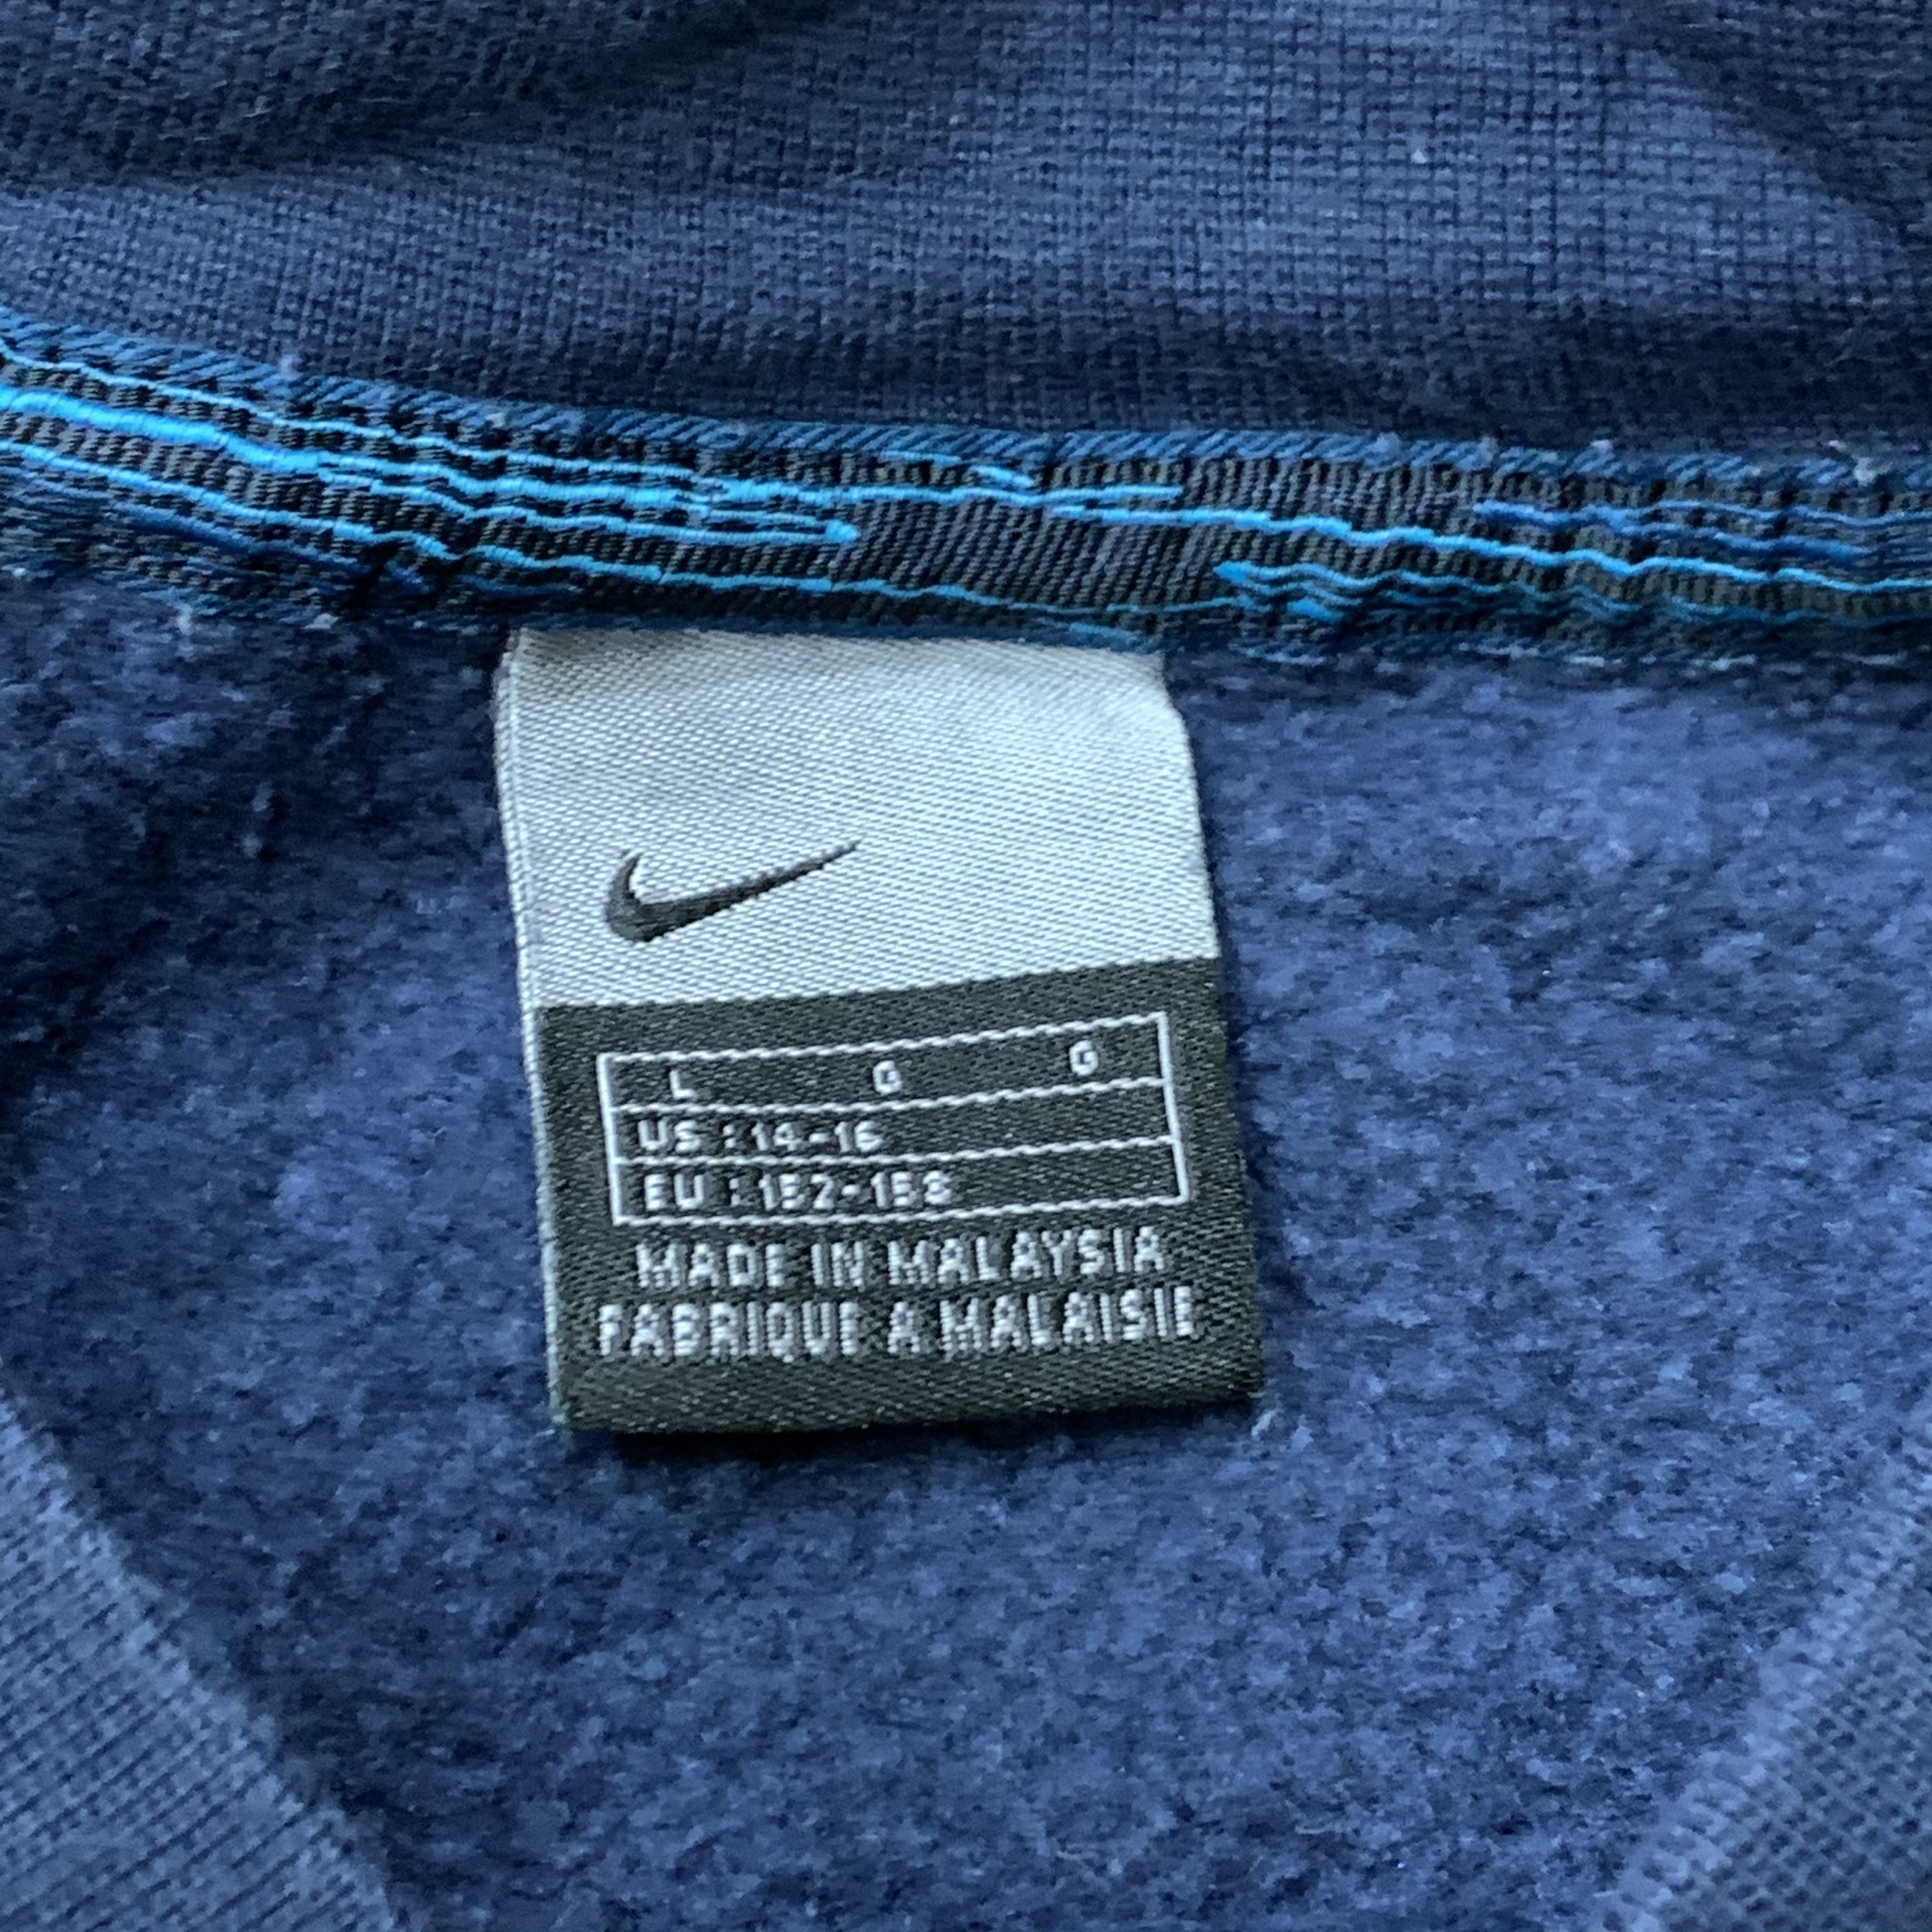 L G G
US : 14-16
EU : 152-158
MADE IN MALAYSIA
FABRIQUE A MALAISIE